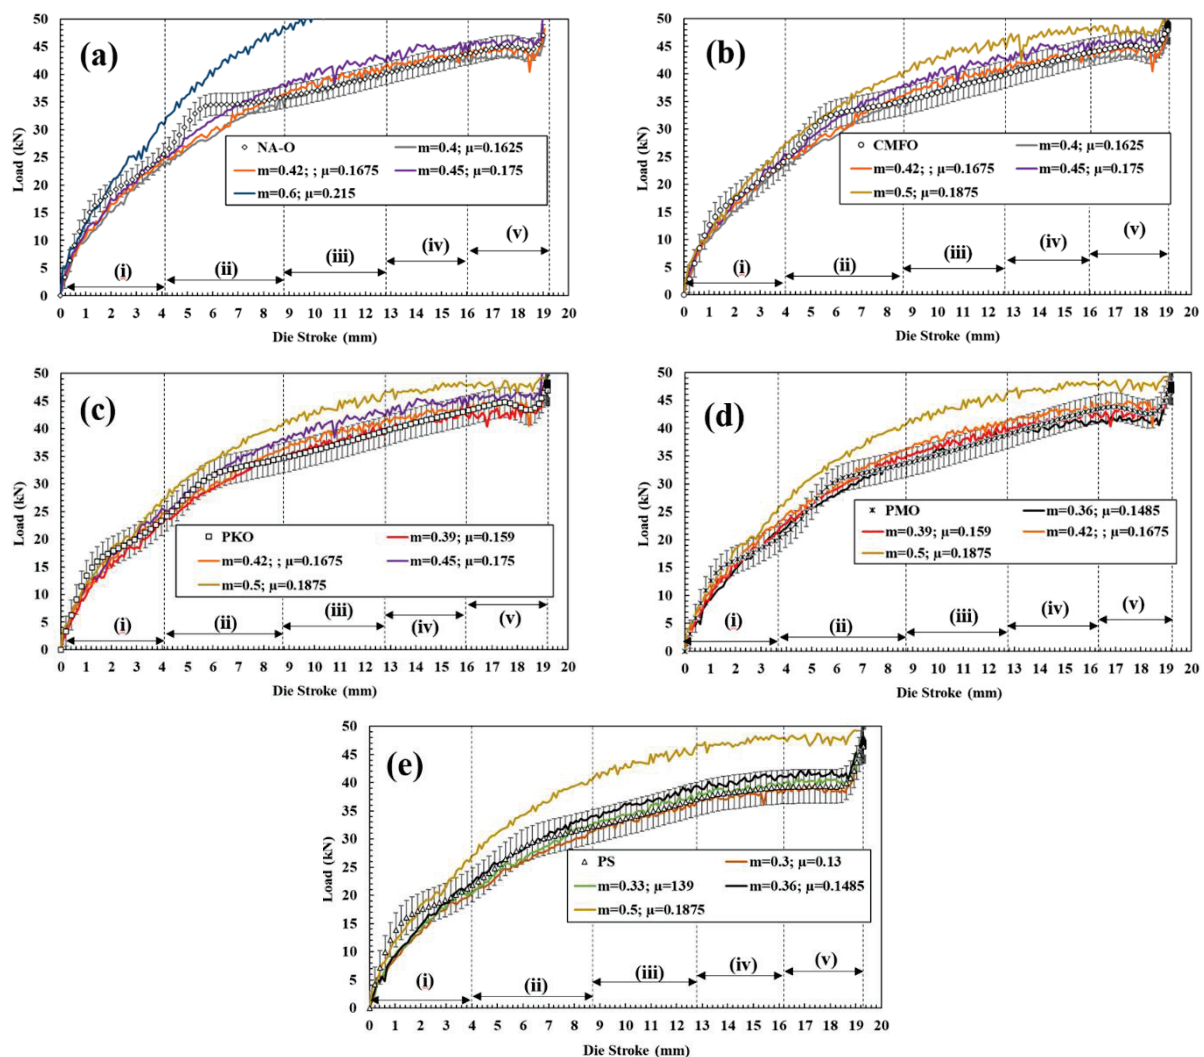 (a)
Load (kN)
50
45
40
35
30
25
20
15
10
5
0
NA-O m=0.4; µ=0.1625
m=0.42; ; µ=0.1675 m=0.45; µ=0.175
m=0.6; µ=0.215
(i) (ii) (iii) (iv) (v)
0 1 2 3 4 5 6 7 8 9 10 11 12 13 14 15 16 17 18 19 20
Die Stroke (mm)
(b)
Load (kN)
50
45
40
35
30
25
20
15
10
5
0
CMFO m=0.4; µ=0.1625
m=0.42; ; µ=0.1675 m=0.45; µ=0.175
m=0.5; µ=0.1875
(i) (ii) (iii) (iv) (v)
0 1 2 3 4 5 6 7 8 9 10 11 12 13 14 15 16 17 18 19 20
Die Stroke (mm)
(c)
Load (kN)
50
45
40
35
30
25
20
15
10
5
0
PKO m=0.39; µ=0.159
m=0.42; ; µ=0.1675 m=0.45; µ=0.175
m=0.5; µ=0.1875
(i) (ii) (iii) (iv) (v)
0 1 2 3 4 5 6 7 8 9 10 11 12 13 14 15 16 17 18 19 20
Die Stroke (mm)
(d)
Load (kN)
50
45
40
35
30
25
20
15
10
5
0
PMO m=0.36; µ=0.1485
m=0.39; µ=0.159 m=0.42; ; µ=0.1675
m=0.5; µ=0.1875
(i) (ii) (iii) (iv) (v)
0 1 2 3 4 5 6 7 8 9 10 11 12 13 14 15 16 17 18 19 20
Die Stroke (mm)
(e)
Load (kN)
50
45
40
35
30
25
20
15
10
5
0
PS m=0.3; µ=0.13
m=0.33; µ=139 m=0.36; µ=0.1485
m=0.5; µ=0.1875
(i) (ii) (iii) (iv) (v)
0 1 2 3 4 5 6 7 8 9 10 11 12 13 14 15 16 17 18 19 20
Die Stroke (mm)